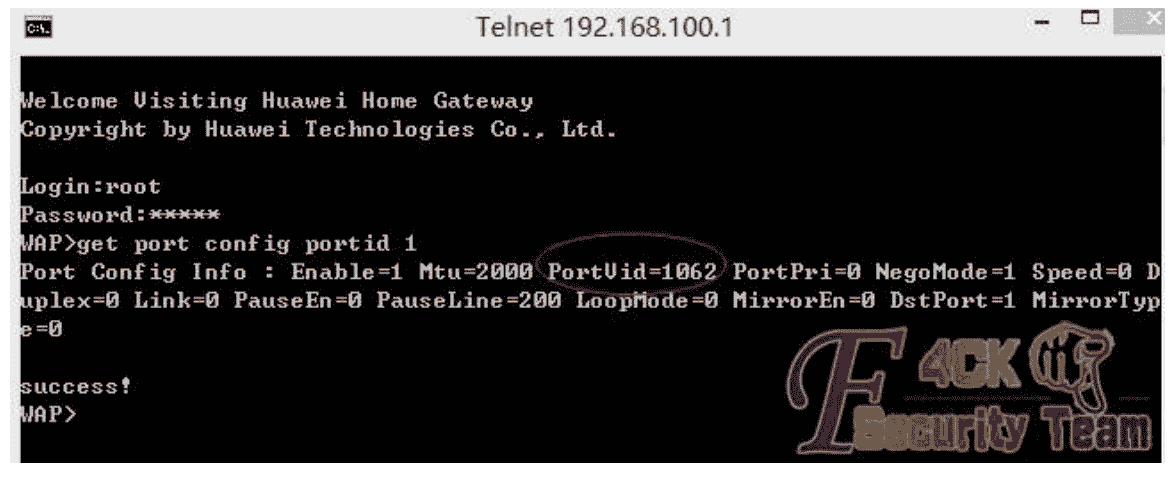 Telnet 192.168.100.1
Welcome Visiting Huawei Home Gateway
Copyright by Huawei Technologies Co., Ltd.
Login:root
Password:*****
WAP>get port config portid 1
Port Config Info : Enable=1 Mtu=2000 PortVid=1062 PortPri=0 NegoMode=1 Speed=0 D
uplex=0 Link=0 PauseEn=0 PauseLine=200 LoopMode=0 MirrorEn=0 DstPort=1 MirrorTyp
e=0
success!
WAP>
F4CK
Security Team